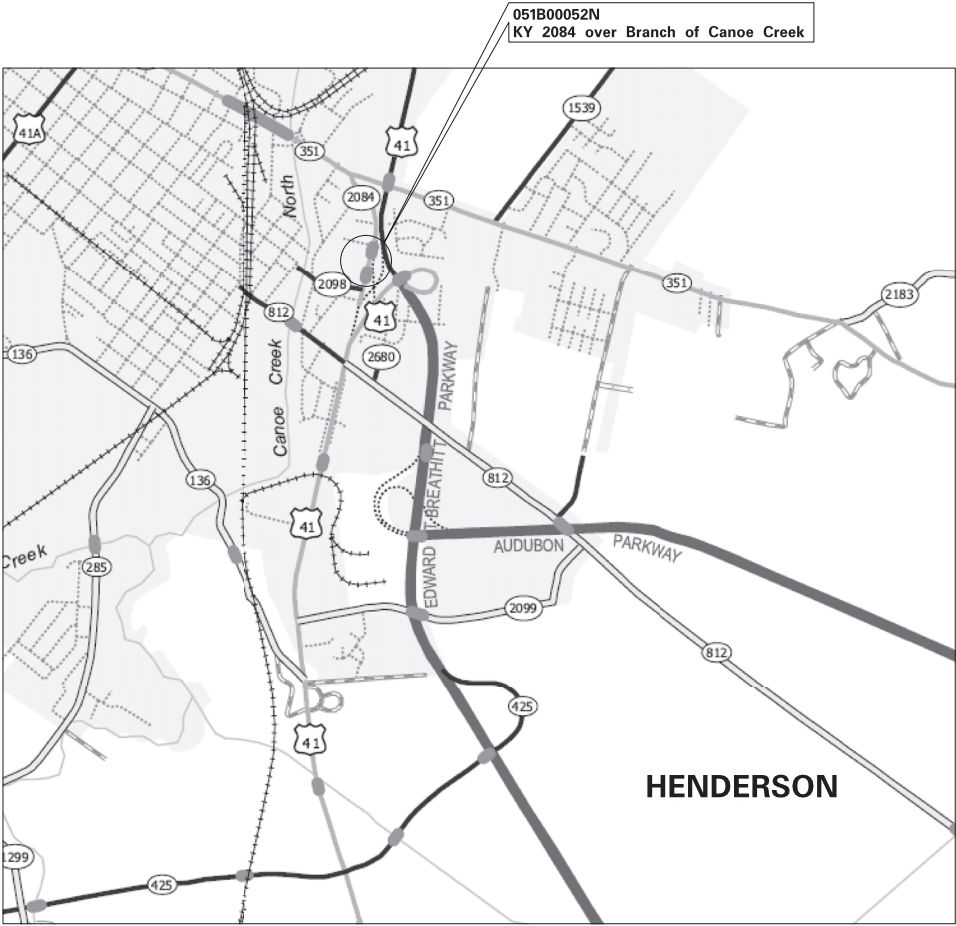 051B00052N
KY 2084 over Branch of Canoe Creek
41A
41
1539
351
2084
351
North
2098
351
2183
812
41
136
2680
Canoe Creek
PARKWAY
136
812
41
EDWARD T BREATHITT
AUDUBON PARKWAY
Creek
285
2099
812
425
41
HENDERSON
1299
425